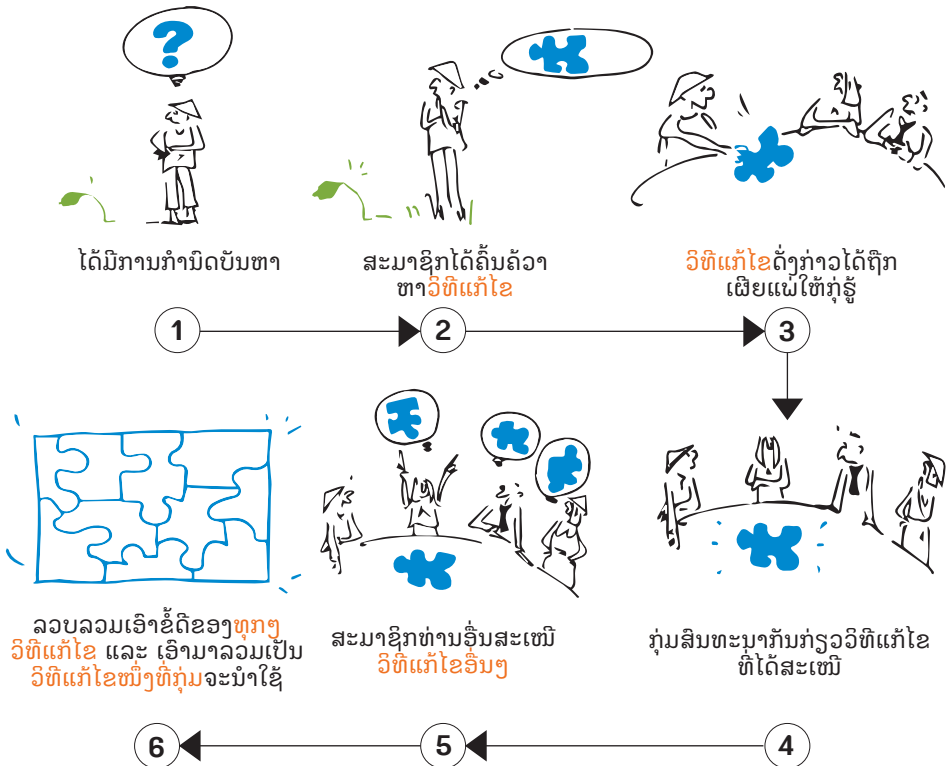 ?
ໄດ້ມີການກຳນົດບັນຫາ
1
ສະມາຊິກໄດ້ຄົ້ນຄ້ວາ
ຫາວິທີແກ້ໄຂ
2
ວິທີແກ້ໄຂດັ່ງກ່າວໄດ້ຖືກ
ເຜີຍແພ່ໃຫ້ກຸ່ຮູ້
3
ກຸ່ມສົນທະນາກັນກ່ຽວວິທີແກ້ໄຂ
ທີ່ໄດ້ສະເໜີ
4
ສະມາຊິກທ່ານອື່ນສະເໜີ
ວິທີແກ້ໄຂອື່ນໆ
5
ລວບລວມເອົາຂໍ້ດີຂອງທຸກໆ
ວິທີແກ້ໄຂ ແລະ ເອົາມາລວມເປັນ
ວິທີແກ້ໄຂໜຶ່ງທີ່ກຸ່ມຈະນຳໃຊ້
6